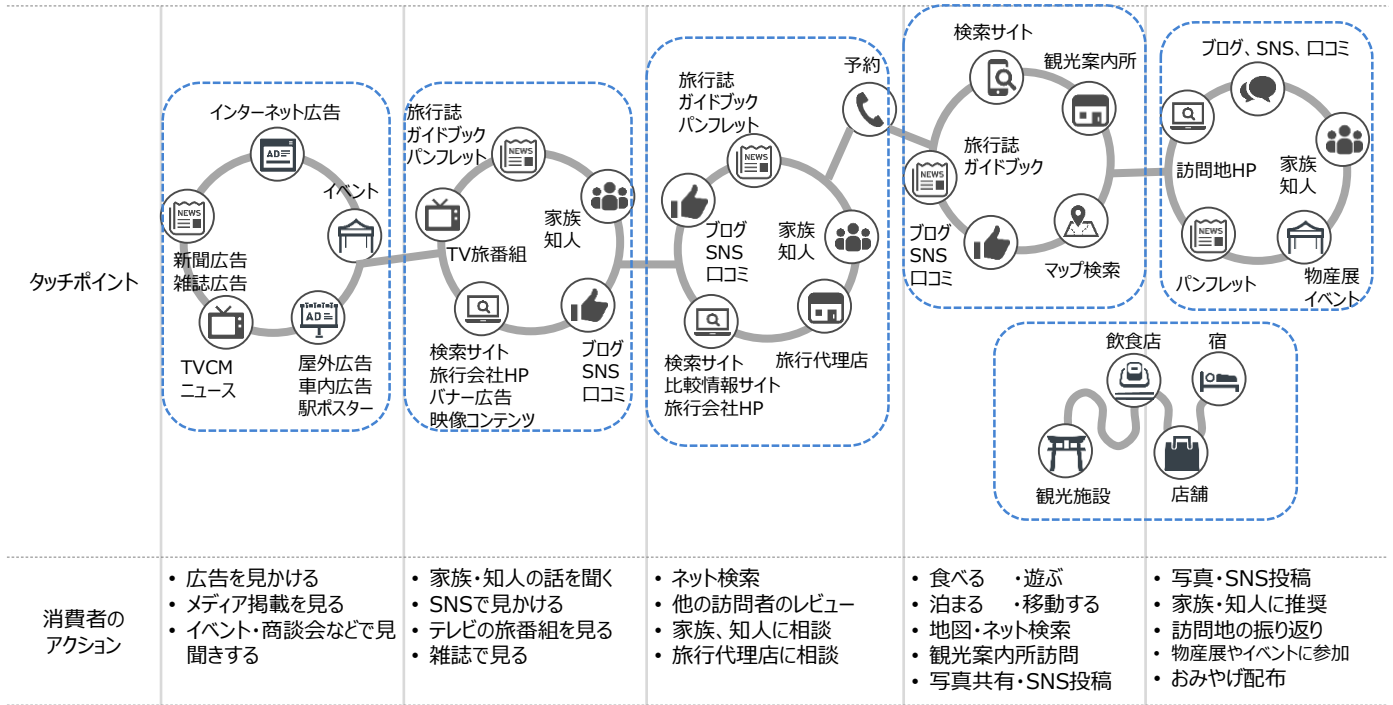 タッチポイント
インターネット広告
AD
イベント
NEWS
新聞広告
雑誌広告
AD
TVCM
ニュース
屋外広告
車内広告
駅ポスター
旅行誌
ガイドブック
パンフレット
NEWS
家族
知人
TV旅番組
検索サイト
旅行会社HP
バナー広告
映像コンテンツ
ブログ
SNS
口コミ
旅行誌
ガイドブック
パンフレット
NEWS
ブログ
SNS
口コミ
家族
知人
検索サイト
比較情報サイト
旅行会社HP
旅行代理店
予約
検索サイト
観光案内所
NEWS
旅行誌
ガイドブック
ブログ
SNS
口コミ
マップ検索
ブログ、SNS、口コミ
訪問地HP
家族
知人
NEWS
パンフレット
物産展
イベント
飲食店
宿
観光施設
店舗
消費者の
アクション
• 広告を見かける
• メディア掲載を見る
• イベント・商談会などで見
聞きする
• 家族・知人の話を聞く
• SNSで見かける
• テレビの旅番組を見る
• 雑誌で見る
• ネット検索
• 他の訪問者のレビュー
• 家族、知人に相談
• 旅行代理店に相談
• 食べる ・遊ぶ
• 泊まる ・移動する
• 地図・ネット検索
• 観光案内所訪問
• 写真共有・SNS投稿
• 写真・SNS投稿
• 家族・知人に推奨
• 訪問地の振り返り
• 物産展やイベントに参加
• おみやげ配布